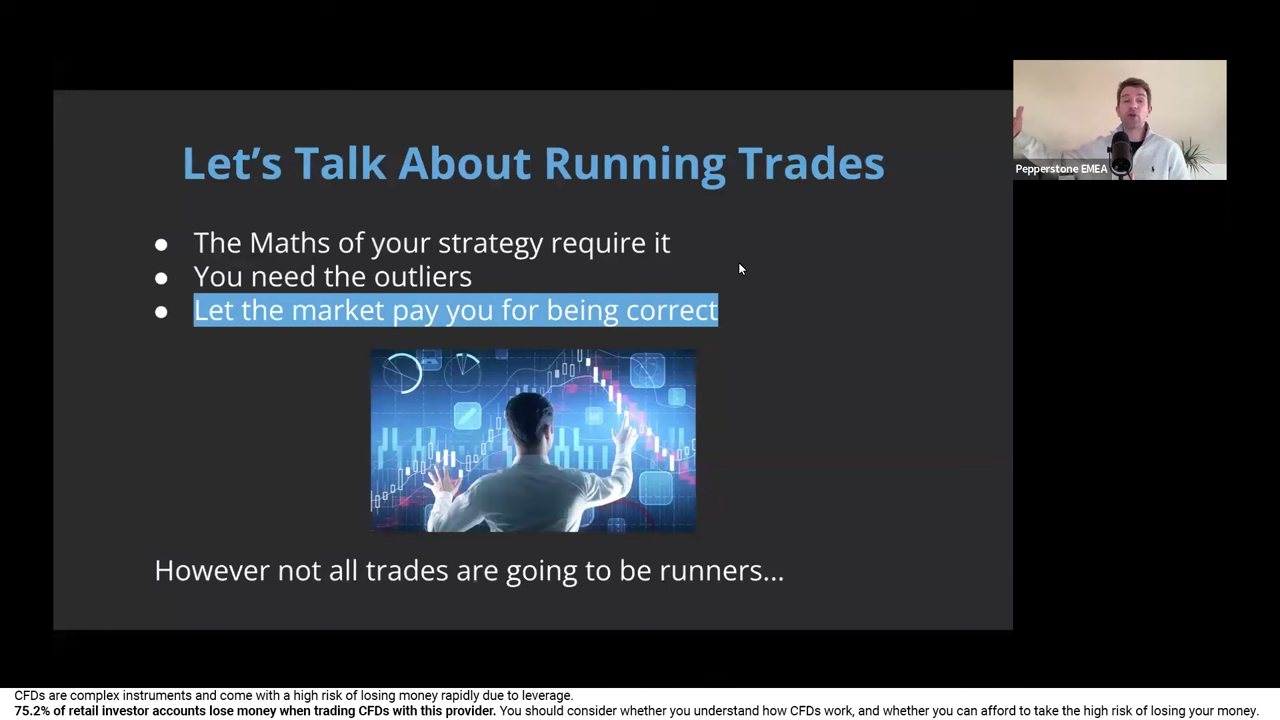 Let's Talk About Running Trades
● The Maths of your strategy require it
● You need the outliers
● Let the market pay you for being correct
However not all trades are going to be runners...
Pepperstone EMEA
CFDs are complex instruments and come with a high risk of losing money rapidly due to leverage.
75.2% of retail investor accounts lose money when trading CFDs with this provider. You should consider whether you understand how CFDs work, and whether you can afford to take the high risk of losing your money.